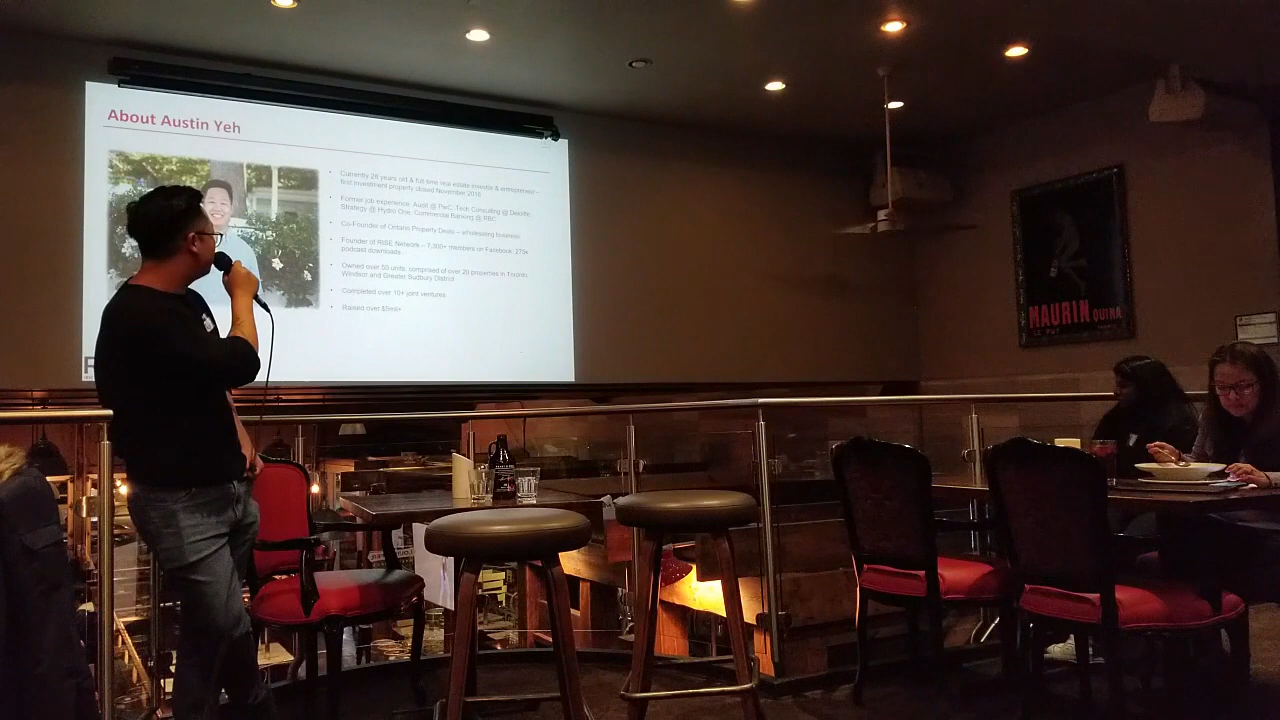 About Austin Yeh
• Currently 26 years old & full time real estate investor & entrepreneur –
first investment property closed November 2016
• Former job experience: Audit @ PwC, Tech Consulting @ Deloitte,
Strategy @ Hydro One, Commercial Banking @ RBC
• Co-Founder of Ontario Property Deals – wholesaling business
• Founder of RISE Network – 7,300+ members on Facebook, 275k
podcast downloads
• Owned over 50 units, comprised of over 20 properties in Toronto,
Windsor and Greater Sudbury District
• Completed over 10+ joint ventures
• Raised over $5mil+
MAURIN QUINA